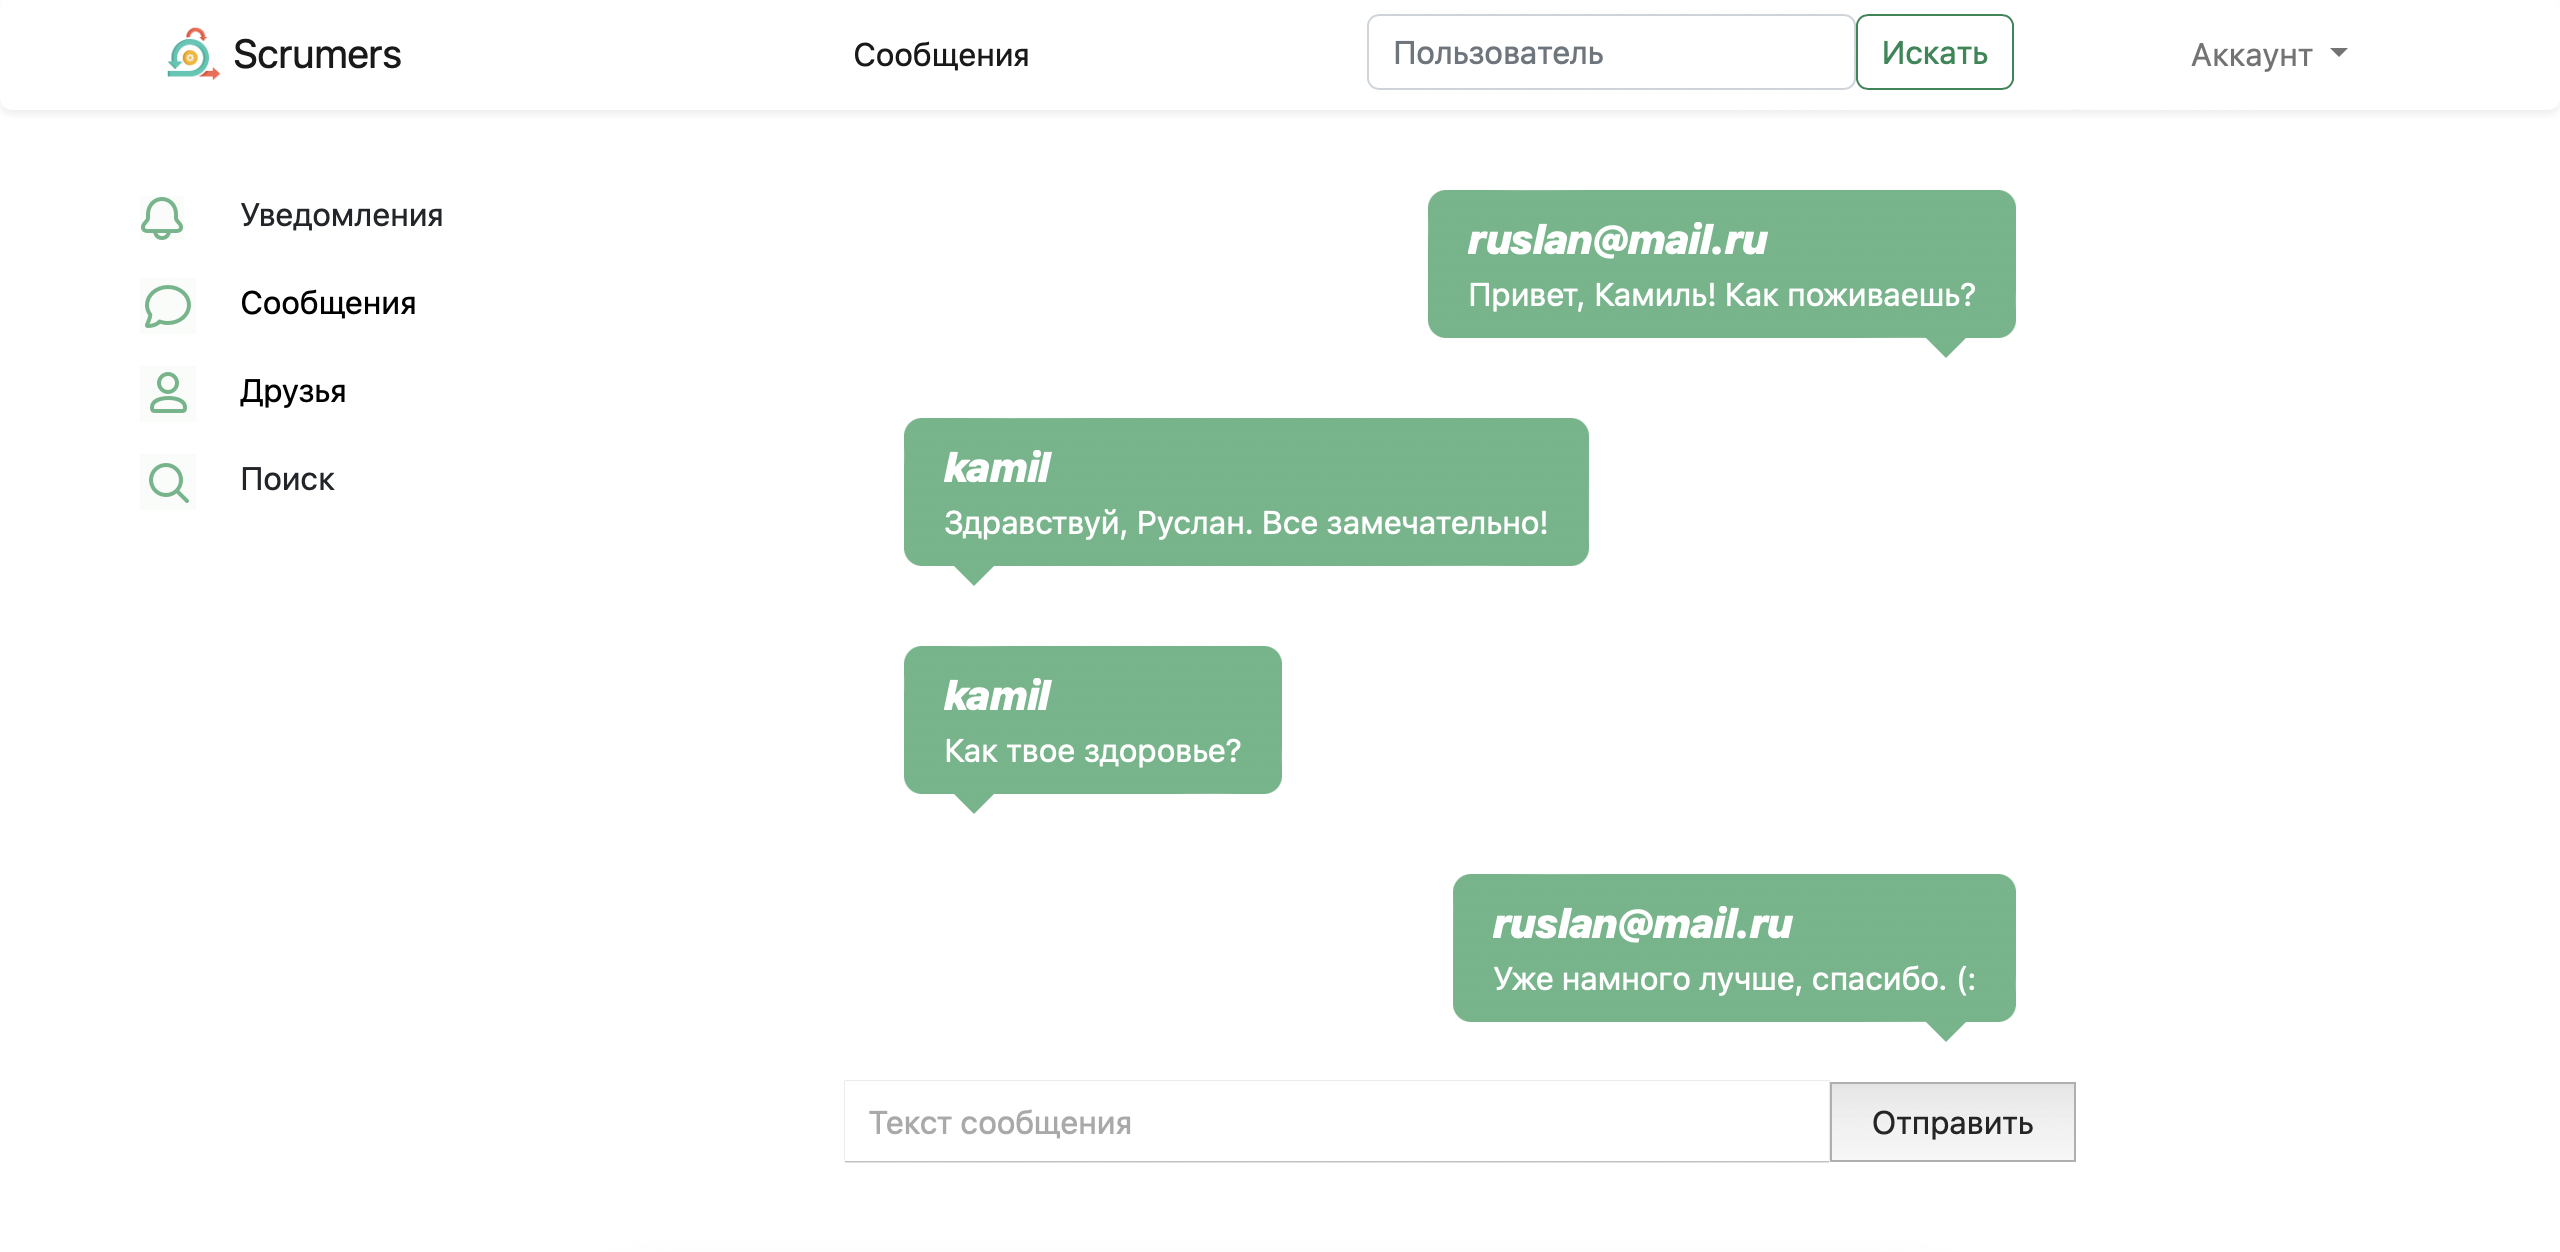 Scrumers
Сообщения
Пользователь
Искать
Аккаунт
Уведомления
Сообщения
Друзья
Поиск
ruslan@mail.ru
Привет, Камиль! Как поживаешь?
kamil
Здравствуй, Руслан. Все замечательно!
kamil
Как твое здоровье?
ruslan@mail.ru
Уже намного лучше, спасибо. (:
Текст сообщения
Отправить